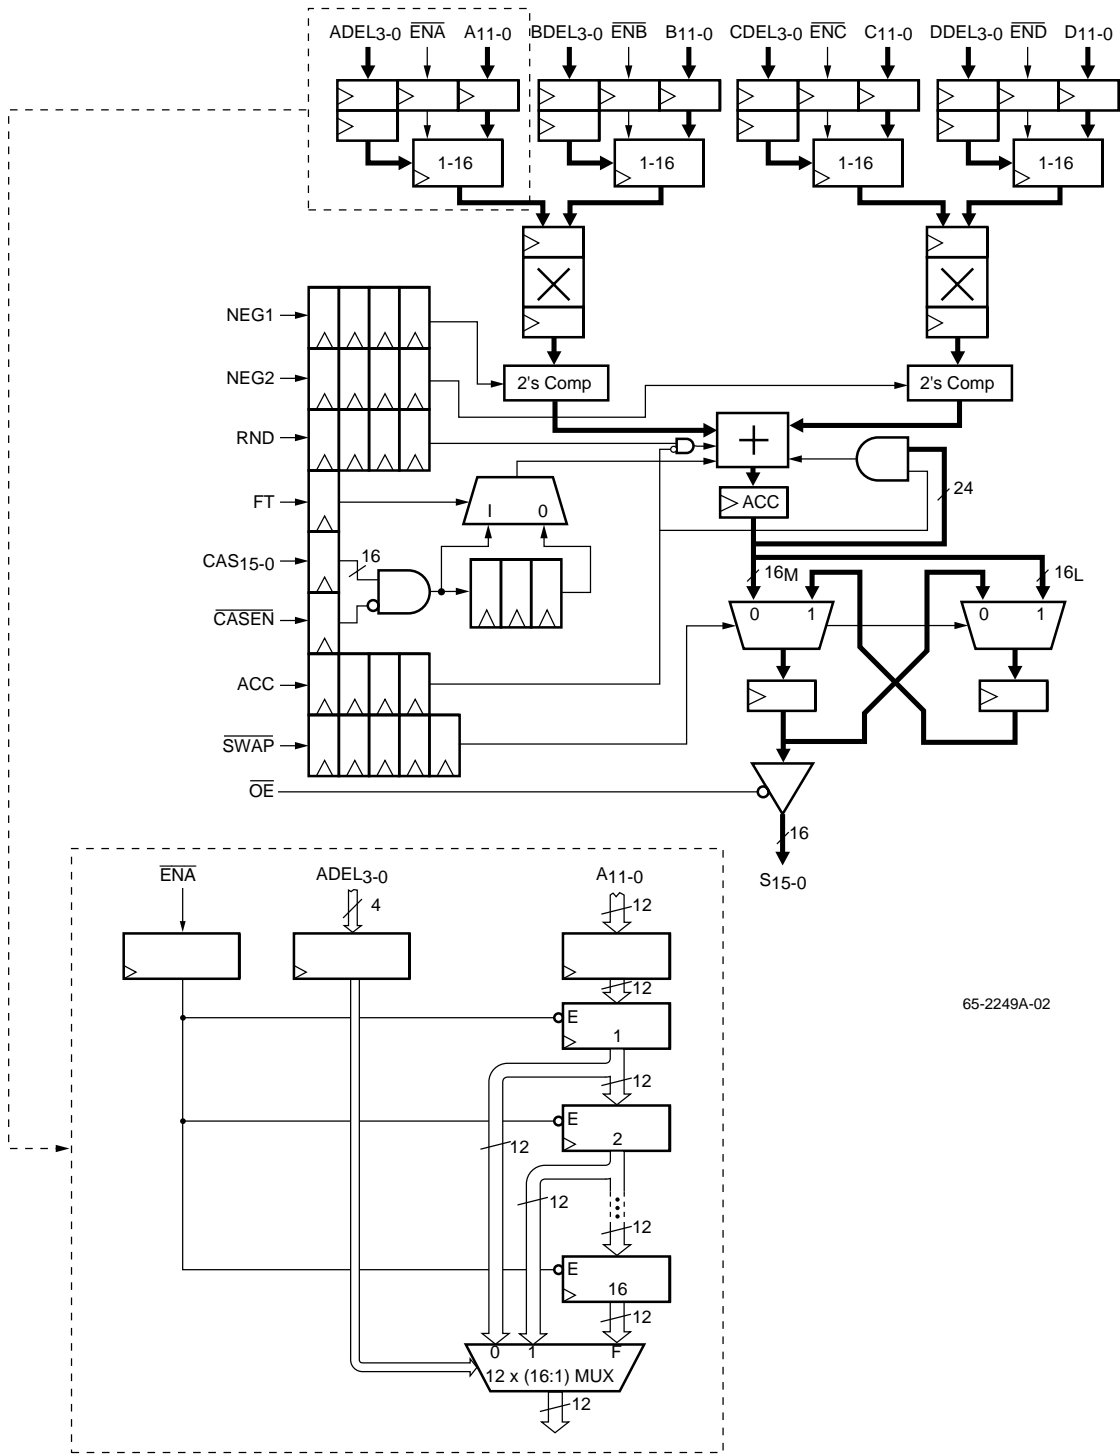 ADEL3-0 ENA A11-0 BDEL3-0 ENB B11-0 CDEL3-0 ENC C11-0 DDEL3-0 END D11-0
1-16 1-16 1-16 1-16
NEG1
NEG2
2's Comp 2's Comp
RND
+
FT
I 0
ACC
24
CAS15-0
16
16M 16L
CASEN
0 1 0 1
ACC
SWAP
OE
16
S15-0
ENA ADEL3-0 A11-0
4 12
12
E
1
12
E
2
12
12
12
E
16
12
0 1 F
12 x (16:1) MUX
12
65-2249A-02